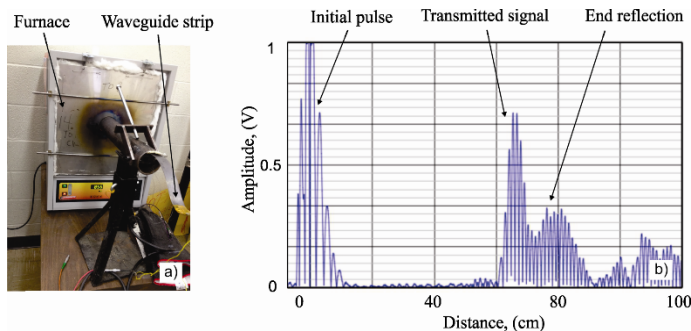 Furnace
Waveguide strip
Initial pulse
Transmitted signal
End reflection
a)
Amplitude, (V)
1
0.5
0
b)
0
40
60
80
100
Distance, (cm)